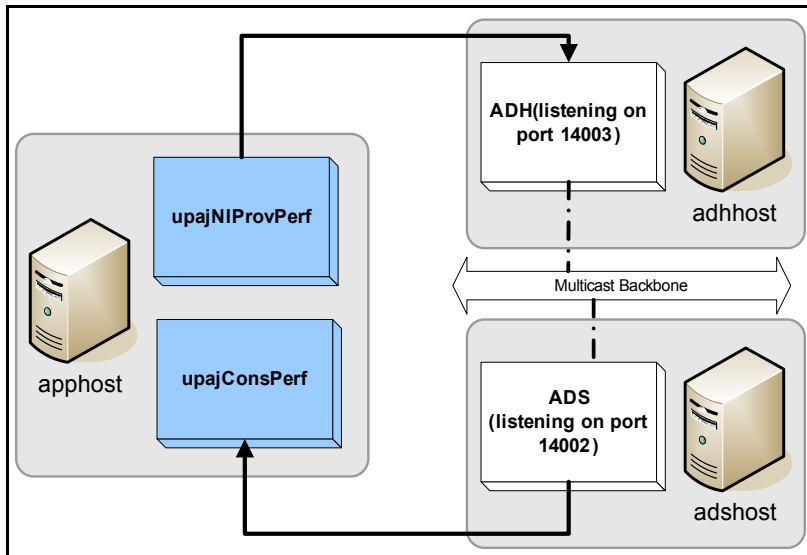 ADH(listening on
port 14003)
adhhost
upajNIProvPerf
apphost
upajConsPerf
Multicast Backbone
ADS
(listening on port
14002)
adshost